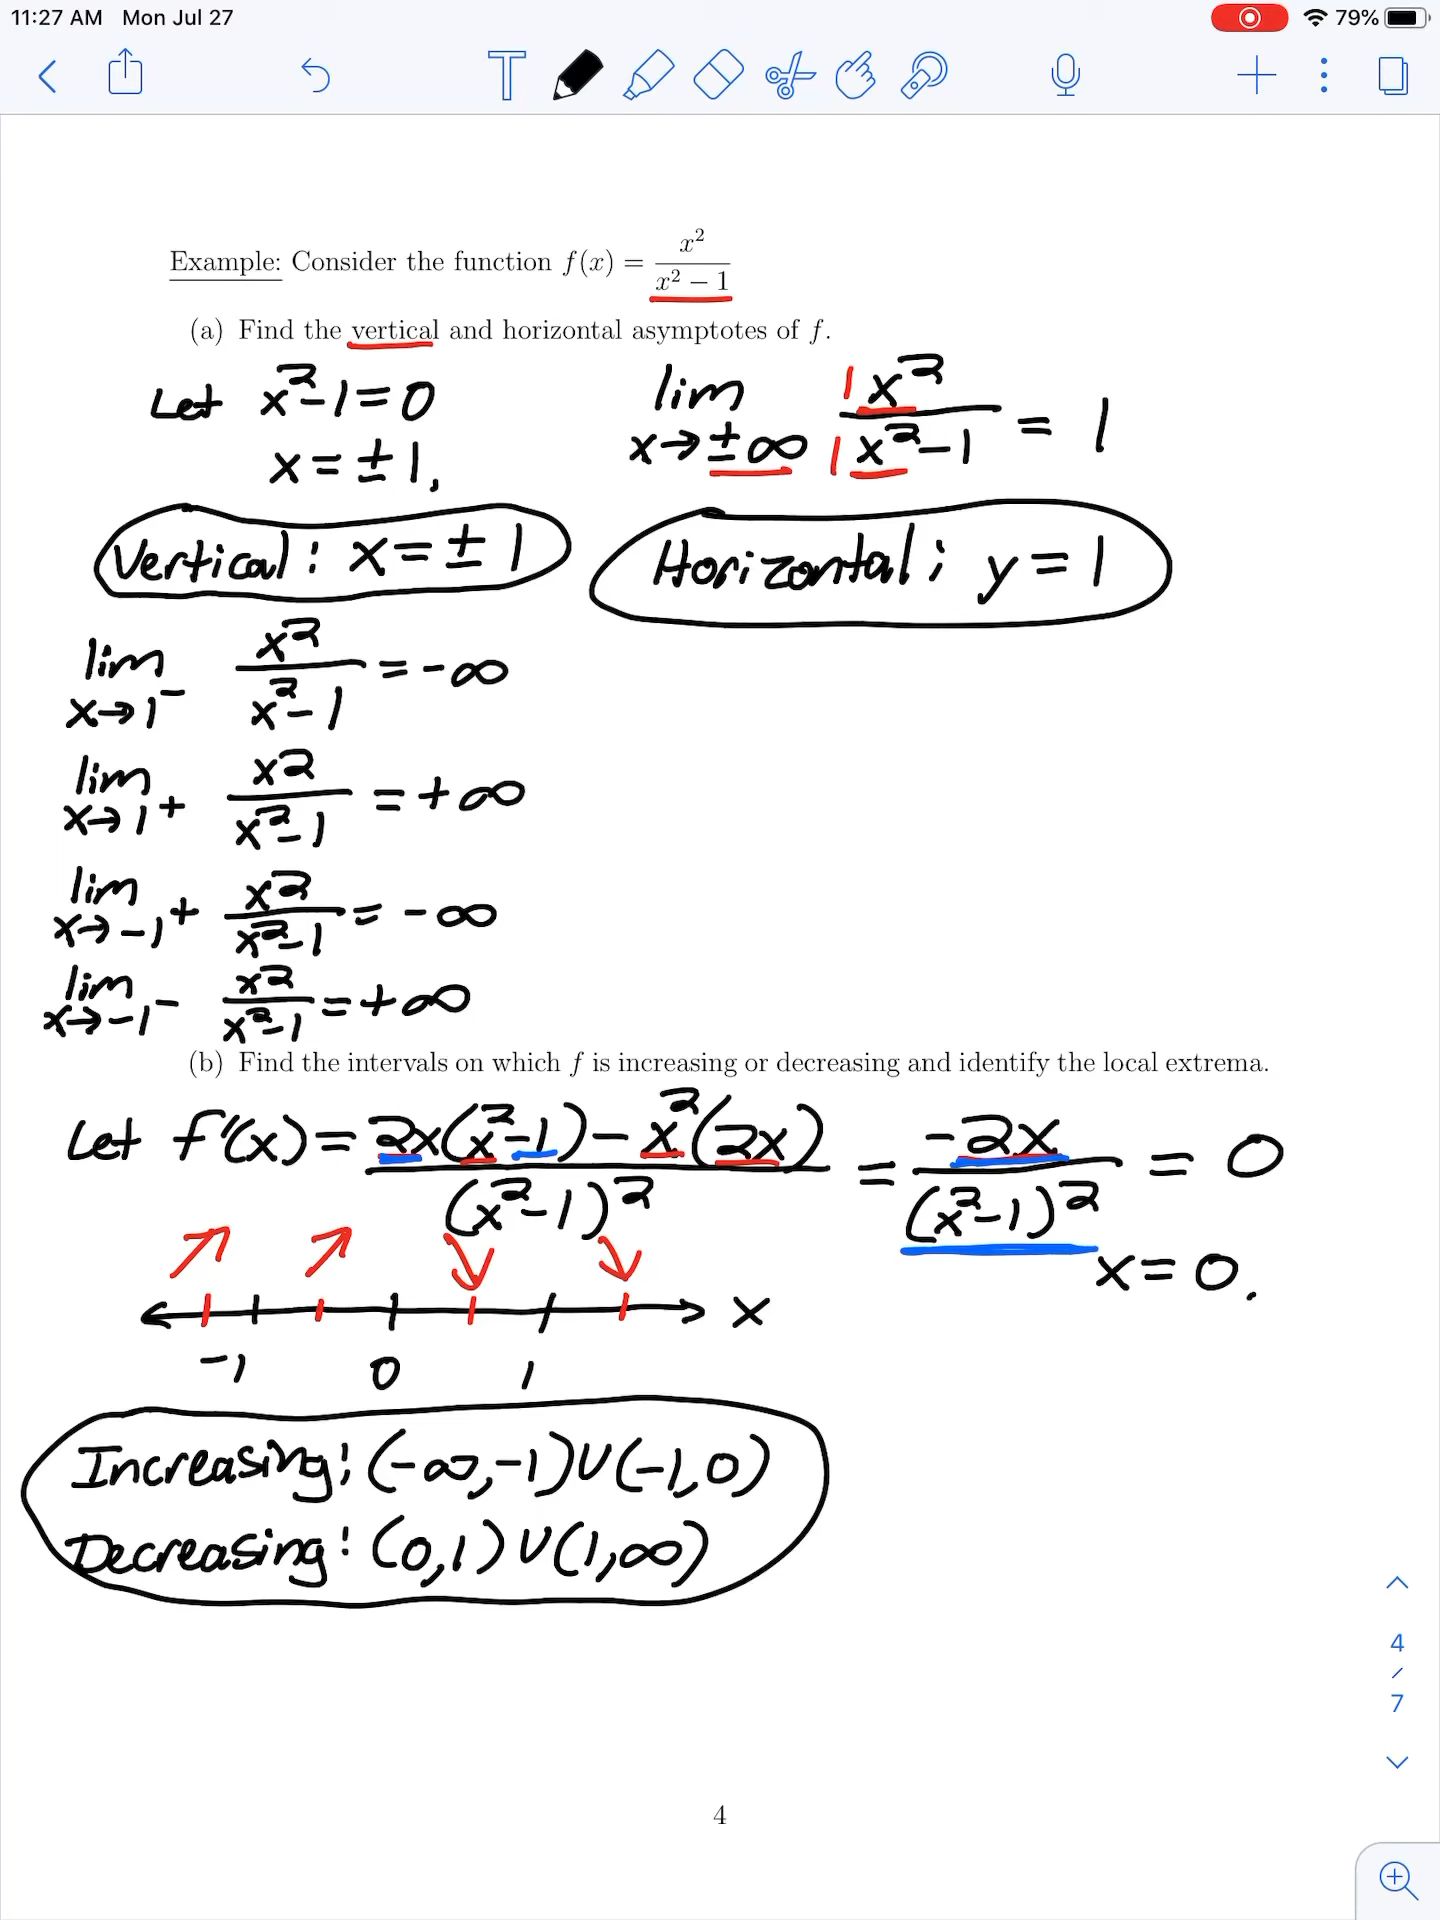 11:27 AM Mon Jul 27 79%
Example: Consider the function f(x) = x²/(x² − 1)
(a) Find the vertical and horizontal asymptotes of f.
Let x²-1=0
x=±1,
lim x→±∞ 1x²/1x²-1 = 1
Vertical: x=±1
Horizontal: y=1
lim x→1⁻ x²/x²-1 = -∞
lim x→1⁺ x²/x²-1 = +∞
lim x→-1⁺ x²/x²-1 = -∞
lim x→-1⁻ x²/x²-1 = +∞
(b) Find the intervals on which f is increasing or decreasing and identify the local extrema.
Let f'(x) = 2x(x²-1)-x²(2x)/(x²-1)² = -2x/(x²-1)² = 0
x=0.
x
-1 0 1
Increasing: (-∞,-1)∪(-1,0)
Decreasing: (0,1)∪(1,∞)
4
/
7
4